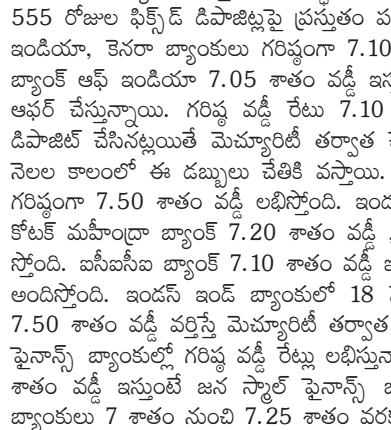 555 రోజుల ఫిక్స్‌డ్ డిపాజిట్లపై ప్రస్తుతం
ఇండియా, కెనరా బ్యాంకులు గరిష్ఠంగా 7.10
బ్యాంక్ ఆఫ్ ఇండియా 7.05 శాతం వడ్డీ
ఆఫర్ చేస్తున్నాయి. గరిష్ఠ వడ్డీ రేటు 7.10
డిపాజిట్ చేసినట్లయితే మెచ్యూరిటీ తర్వాత
నెలల కాలంలో ఈ డబ్బులు చేతికి వస్తాయి.
గరిష్ఠంగా 7.50 శాతం వడ్డీ లభిస్తోంది.
కోటక్ మహీంద్రా బ్యాంక్ 7.20 శాతం వడ్డీ
స్తోంది. ఐసీఐసీఐ బ్యాంక్ 7.10 శాతం వడ్డీ
అందిస్తోంది. ఇండస్ ఇండ్ బ్యాంకులో 18
7.50 శాతం వడ్డీ వర్తిస్తే మెచ్యూరిటీ తర్వాత
ఫైనాన్స్ బ్యాంకుల్లో గరిష్ఠ వడ్డీ రేట్లు
శాతం వడ్డీ ఇస్తుంటే జన స్మాల్ ఫైనాన్స్
బ్యాంకులు 7 శాతం నుంచి 7.25 శాతం